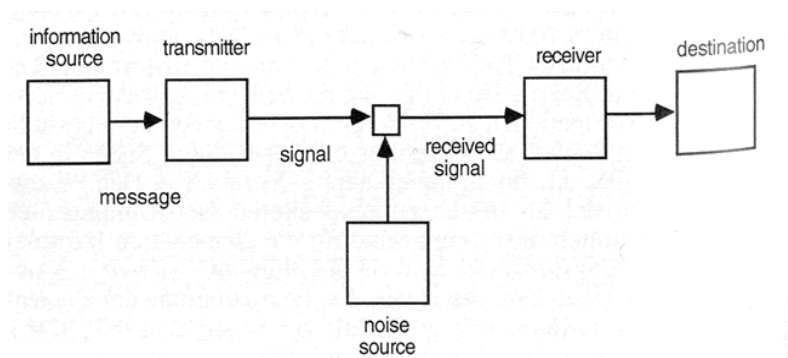 information
source
transmitter
receiver
destination
signal
received
signal
message
noise
source